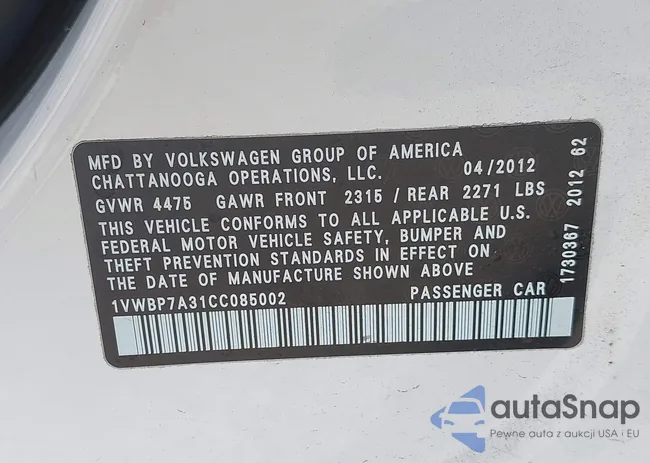 MFD BY VOLKSWAGEN GROUP OF AMERICA
CHATTANOOGA OPERATIONS, LLC. 04/2012
GVWR 4475 GAWR FRONT 2315 / REAR 2271 LBS
THIS VEHICLE CONFORMS TO ALL APPLICABLE U.S.
FEDERAL MOTOR VEHICLE SAFETY, BUMPER AND
THEFT PREVENTION STANDARDS IN EFFECT ON
THE DATE OF MANUFACTURE SHOWN ABOVE
1VWBP7A31CC085002 PASSENGER CAR
1730367 2012 62
autaSnap
Pewne auta z aukcji USA i EU